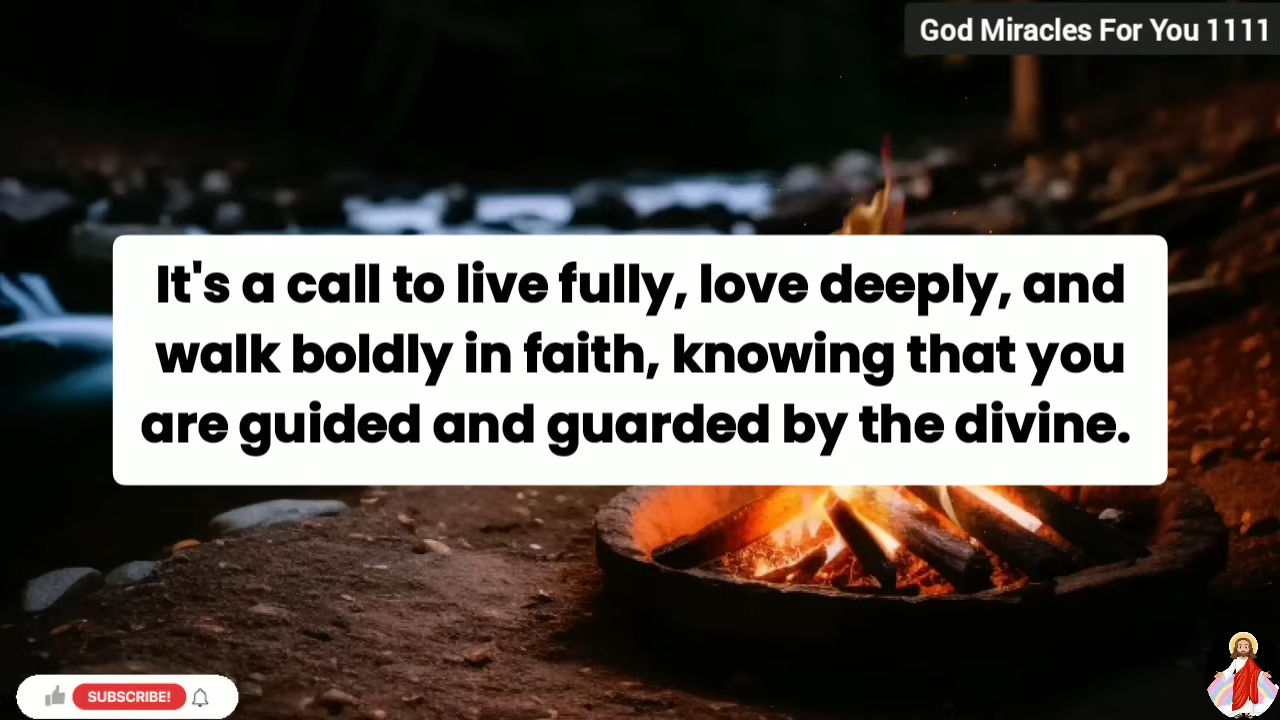 God Miracles For You 1111
It's a call to live fully, love deeply, and
walk boldly in faith, knowing that you
are guided and guarded by the divine.
SUBSCRIBE!